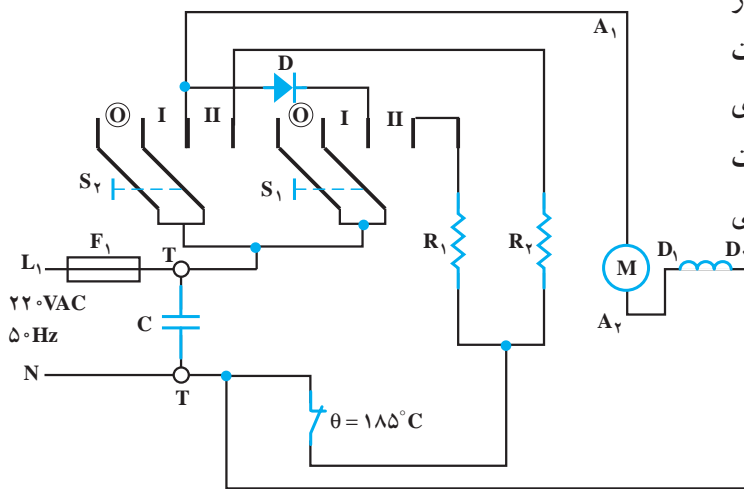 A۱
D
O I II O I II
S۲ S۱
F۱
L۱ T
R۱ R۲
M D۱ D
۲۲۰VAC
۵۰Hz
C
A۲
N
T
θ = ۱۸۵°C